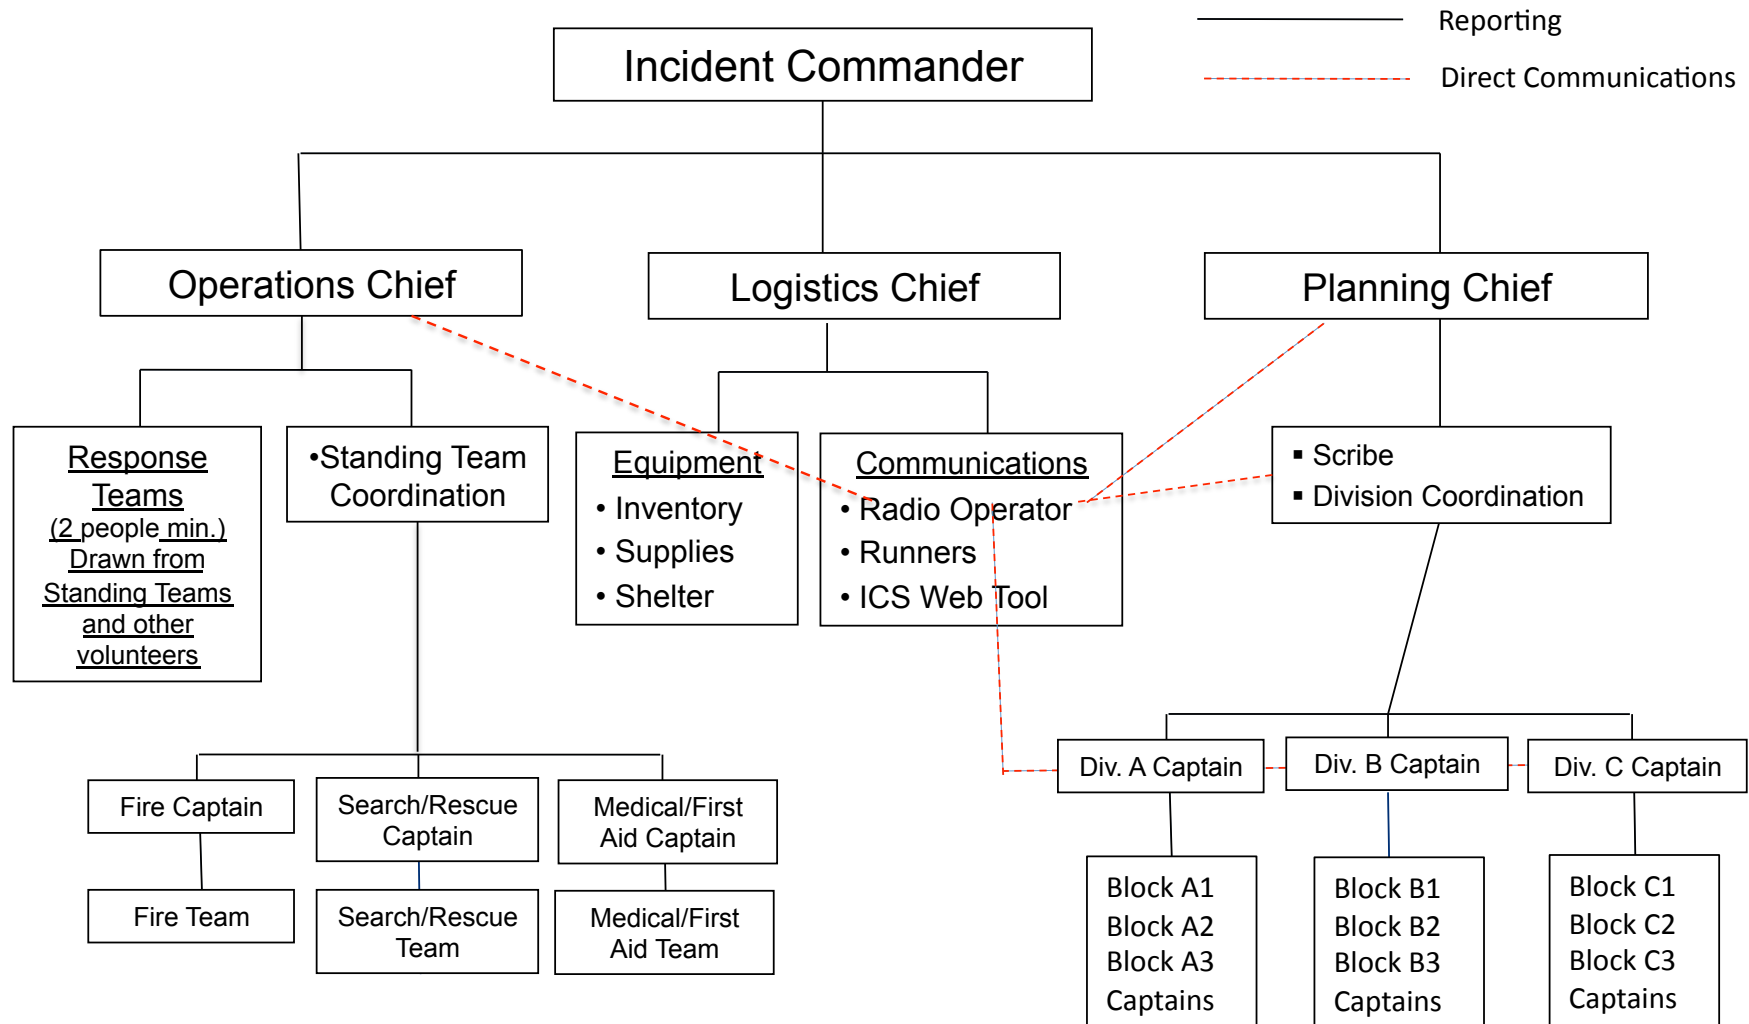 Reporting
Direct Communications
Incident Commander
Operations Chief
Logistics Chief
Planning Chief
Response
Teams
(2 people min.)
Drawn from
Standing Teams
and other
volunteers
•Standing Team
Coordination
Equipment
• Inventory
• Supplies
• Shelter
Communications
• Radio Operator
• Runners
• ICS Web Tool
▪ Scribe
▪ Division Coordination
Fire Captain
Search/Rescue
Captain
Medical/First
Aid Captain
Fire Team
Search/Rescue
Team
Medical/First
Aid Team
Div. A Captain
Div. B Captain
Div. C Captain
Block A1
Block A2
Block A3
Captains
Block B1
Block B2
Block B3
Captains
Block C1
Block C2
Block C3
Captains